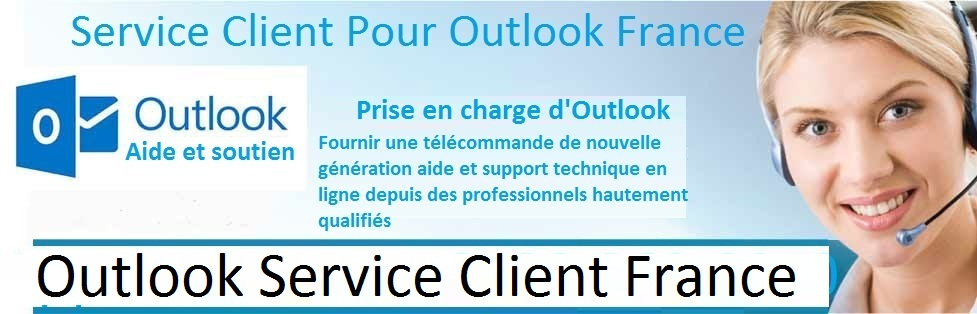 Service Client Pour Outlook France
O
Outlook
Aide et soutien
Prise en charge d'Outlook
Fournir une télécommande de nouvelle
génération aide et support technique en
ligne depuis des professionnels hautement
qualifiés
Outlook Service Client France